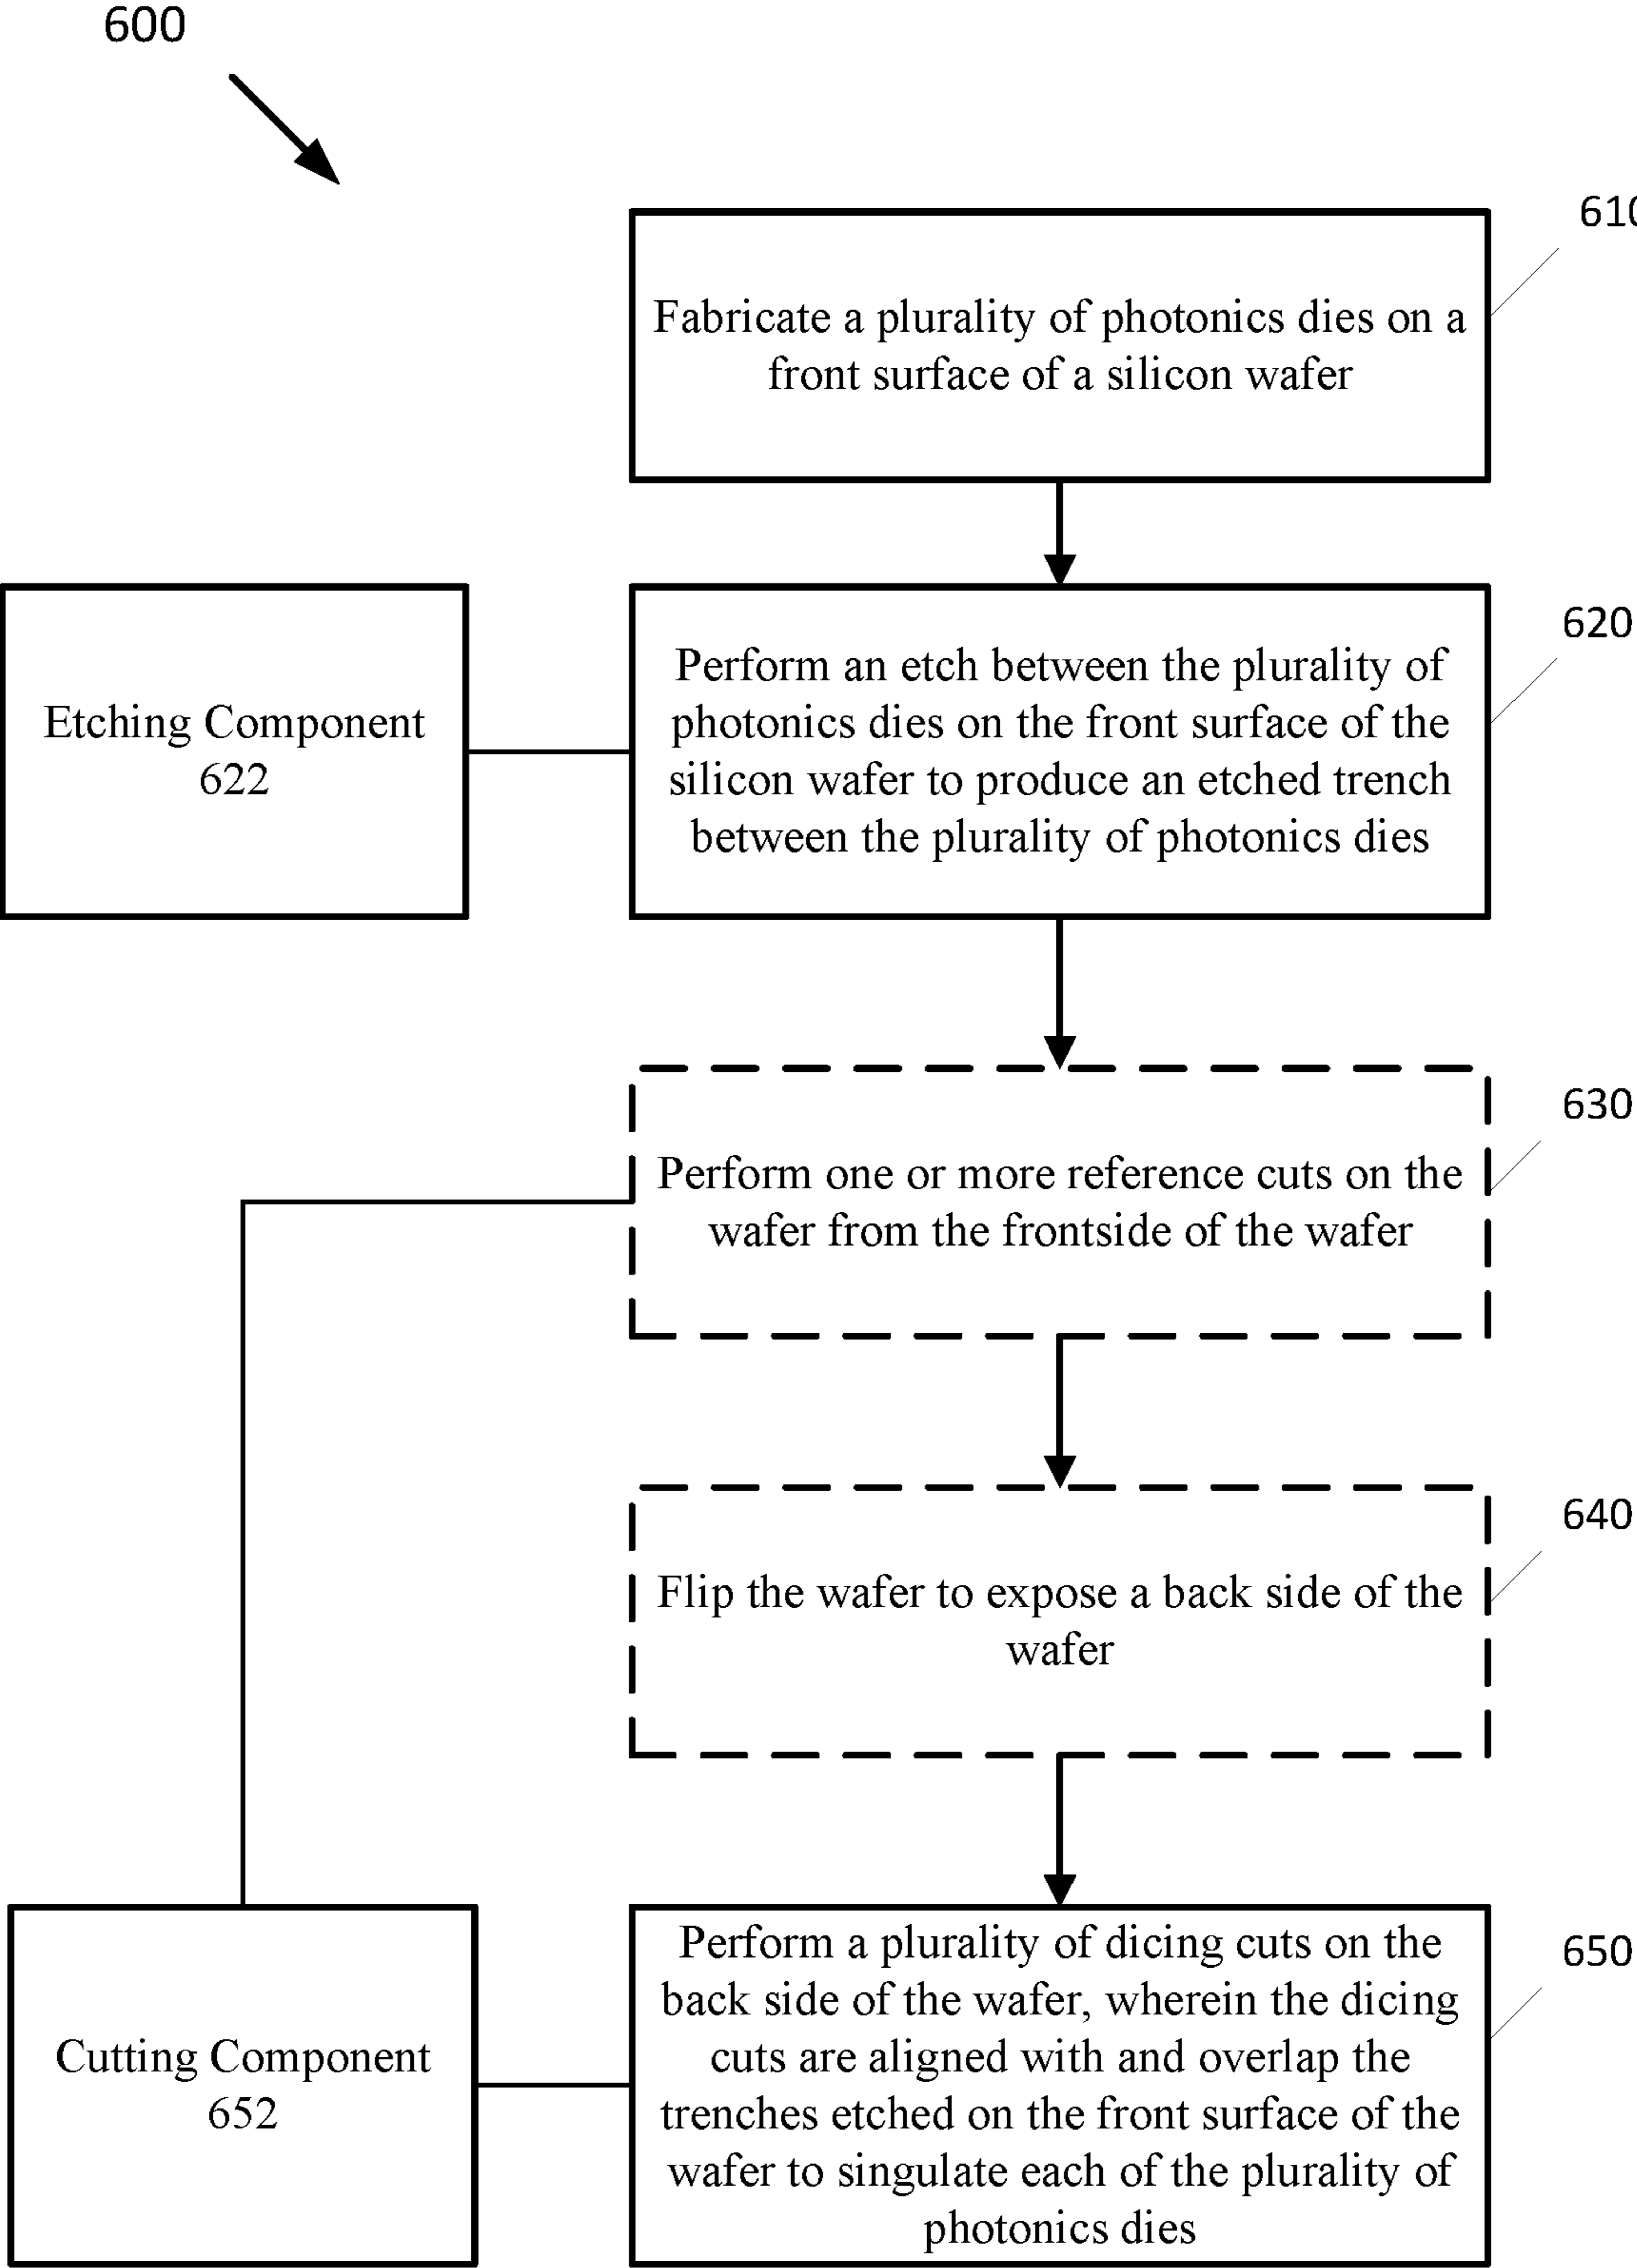 600
610
Fabricate a plurality of photonics dies on a
front surface of a silicon wafer
620
Etching Component
622
Perform an etch between the plurality of
photonics dies on the front surface of the
silicon wafer to produce an etched trench
between the plurality of photonics dies
630
Perform one or more reference cuts on the
wafer from the frontside of the wafer
640
Flip the wafer to expose a back side of the
wafer
650
Cutting Component
652
Perform a plurality of dicing cuts on the
back side of the wafer, wherein the dicing
cuts are aligned with and overlap the
trenches etched on the front surface of the
wafer to singulate each of the plurality of
photonics dies